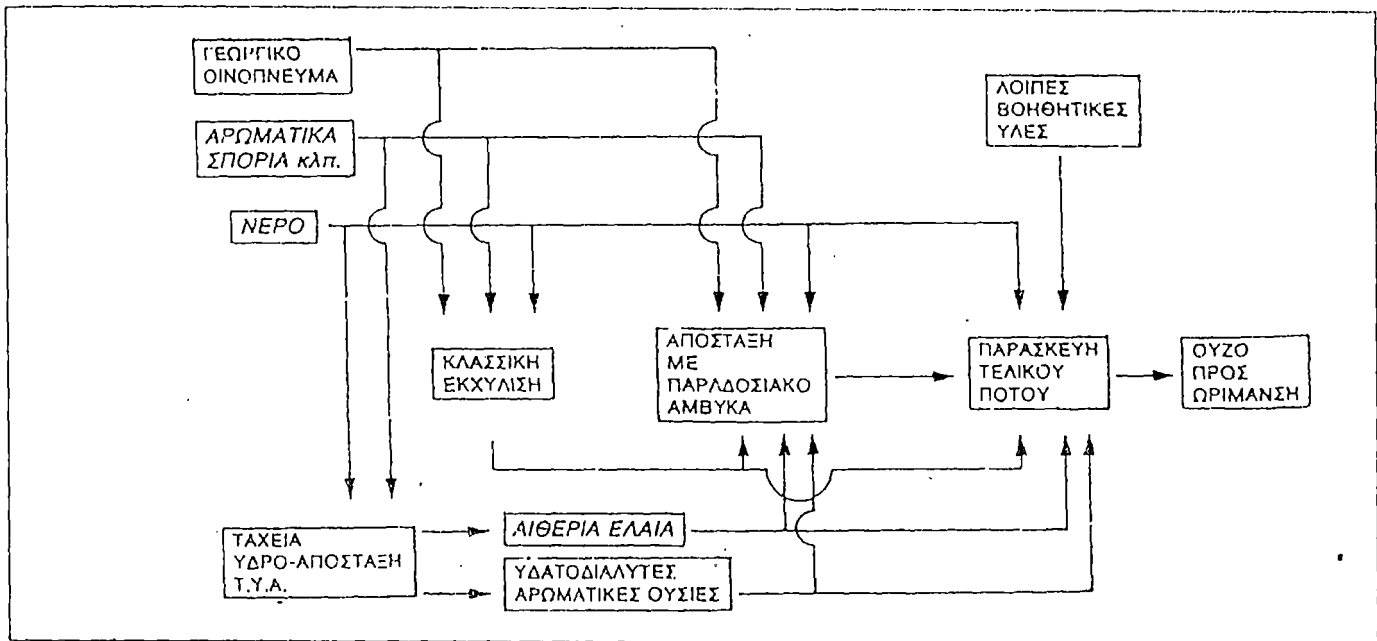 ΓΕΩΡΓΙΚΟ
ΟΙΝΟΠΝΕΥΜΑ
ΑΡΩΜΑΤΙΚΑ
ΣΠΟΡΙΑ κλπ.
ΝΕΡΟ
ΛΟΙΠΕΣ
ΒΟΗΘΗΤΙΚΕΣ
ΥΛΕΣ
ΚΛΑΣΣΙΚΗ
ΕΚΧΥΛΙΣΗ
ΑΠΟΣΤΑΞΗ
ΜΕ
ΠΑΡΑΔΟΣΙΑΚΟ
ΑΜΒΥΚΑ
ΠΑΡΑΣΚΕΥΗ
ΤΕΛΙΚΟΥ
ΠΟΤΟΥ
ΟΥΖΟ
ΠΡΟΣ
ΩΡΙΜΑΝΣΗ
ΤΑΧΕΙΑ
ΥΔΡΟ-ΑΠΟΣΤΑΞΗ
Τ.Υ.Α.
ΑΙΘΕΡΙΑ ΕΛΑΙΑ
ΥΔΑΤΟΔΙΑΛΥΤΕΣ
ΑΡΩΜΑΤΙΚΕΣ ΟΥΣΙΕΣ